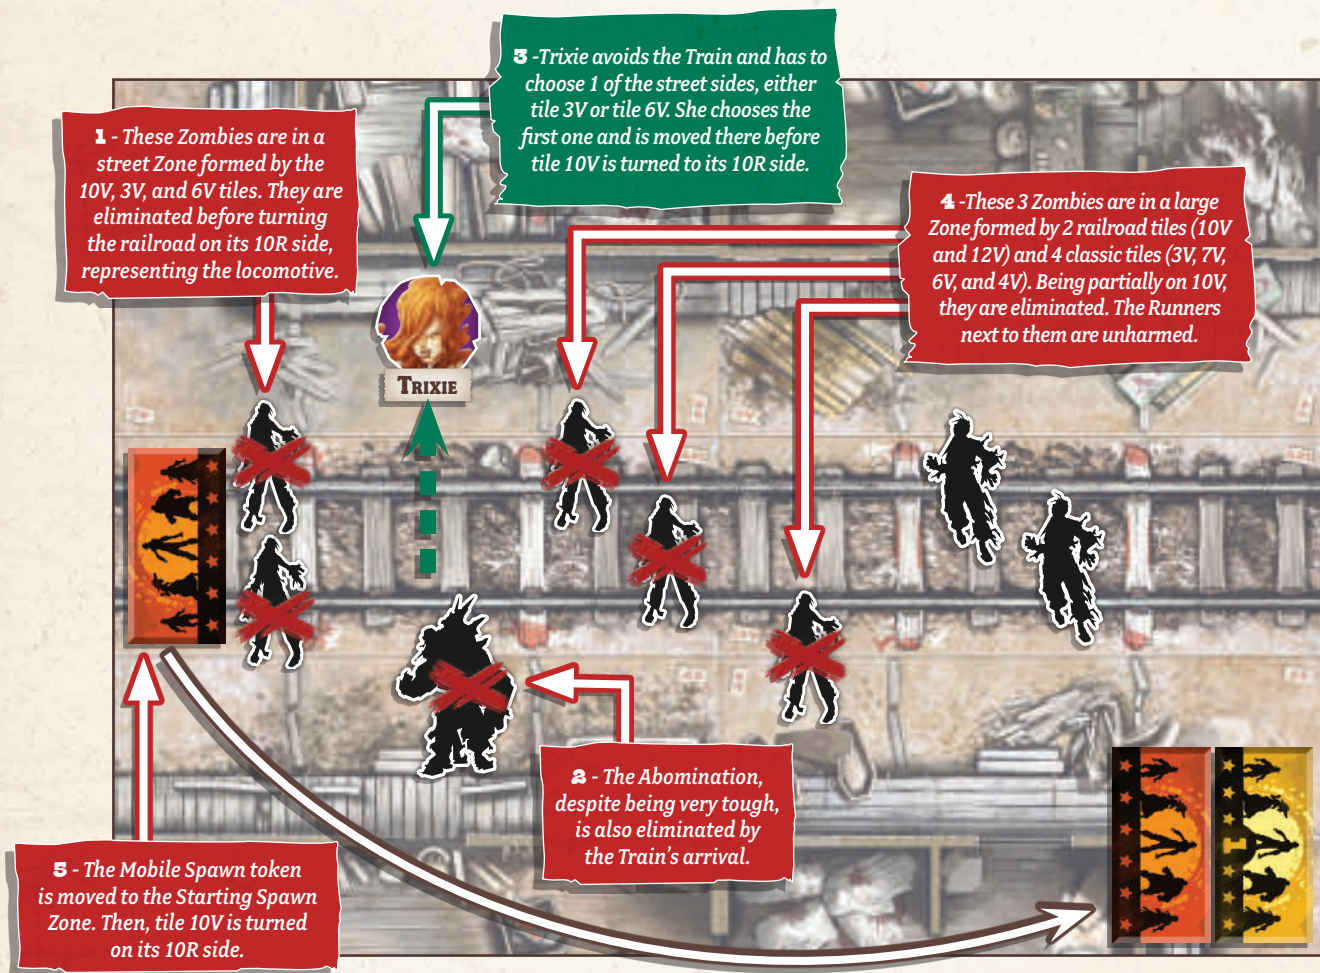 1 - These Zombies are in a
street Zone formed by the
10V, 3V, and 6V tiles. They are
eliminated before turning
the railroad on its 10R side,
representing the locomotive.
3 -Trixie avoids the Train and has to
choose 1 of the street sides, either
tile 3V or tile 6V. She chooses the
first one and is moved there before
tile 10V is turned to its 10R side.
4 -These 3 Zombies are in a large
Zone formed by 2 railroad tiles (10V
and 12V) and 4 classic tiles (3V, 7V,
6V, and 4V). Being partially on 10V,
they are eliminated. The Runners
next to them are unharmed.
Trixie
2 - The Abomination,
despite being very tough,
is also eliminated by
the Train's arrival.
5 - The Mobile Spawn token
is moved to the Starting Spawn
Zone. Then, tile 10V is turned
on its 10R side.